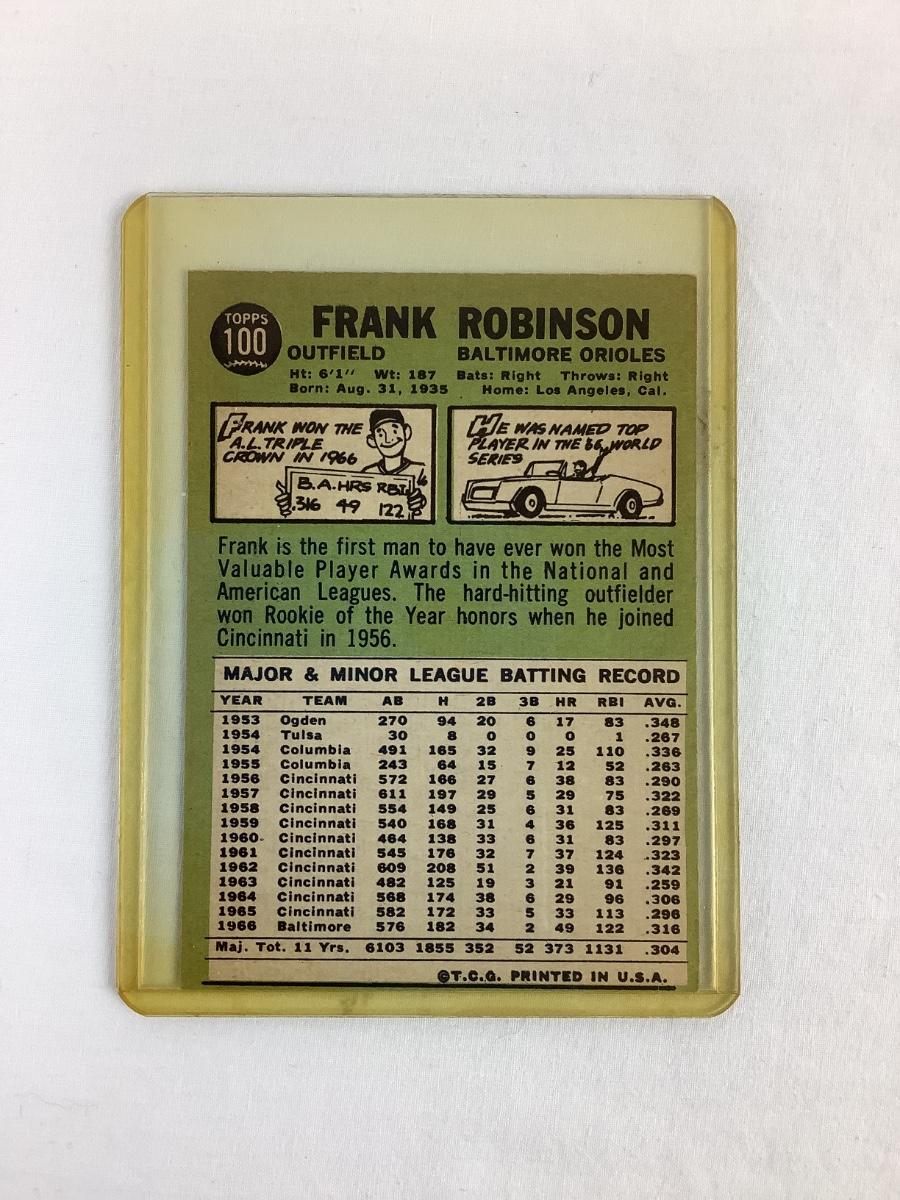 TOPPS
100
FRANK ROBINSON
OUTFIELD BALTIMORE ORIOLES
Ht: 6'1" Wt: 187 Bats: Right Throws: Right
Born: Aug. 31, 1935 Home: Los Angeles, Cal.
FRANK WON THE
A.L. TRIPLE
CROWN IN 1966
B.A. HRS RBI
.316 49 122
HE WAS NAMED TOP
PLAYER IN THE 66 WORLD
SERIES
Frank is the first man to have ever won the Most
Valuable Player Awards in the National and
American Leagues. The hard-hitting outfielder
won Rookie of the Year honors when he joined
Cincinnati in 1956.
MAJOR & MINOR LEAGUE BATTING RECORD
YEAR TEAM AB H 2B 3B HR RBI AVG.
1953 Ogden 270 94 20 6 17 83 .348
1954 Tulsa 30 8 0 0 0 1 .267
1954 Columbia 491 165 32 9 25 110 .336
1955 Columbia 243 64 15 7 12 52 .263
1956 Cincinnati 572 166 27 6 38 83 .290
1957 Cincinnati 611 197 29 5 29 75 .322
1958 Cincinnati 554 149 25 6 31 83 .269
1959 Cincinnati 540 168 31 4 36 125 .311
1960 Cincinnati 464 138 33 6 31 83 .297
1961 Cincinnati 545 176 32 7 37 124 .323
1962 Cincinnati 609 208 51 2 39 136 .342
1963 Cincinnati 482 125 19 3 21 91 .259
1964 Cincinnati 568 174 38 6 29 96 .306
1965 Cincinnati 582 172 33 5 33 113 .296
1966 Baltimore 576 182 34 2 49 122 .316
Maj. Tot. 11 Yrs. 6103 1855 352 52 373 1131 .304
©T.C.G. PRINTED IN U.S.A.